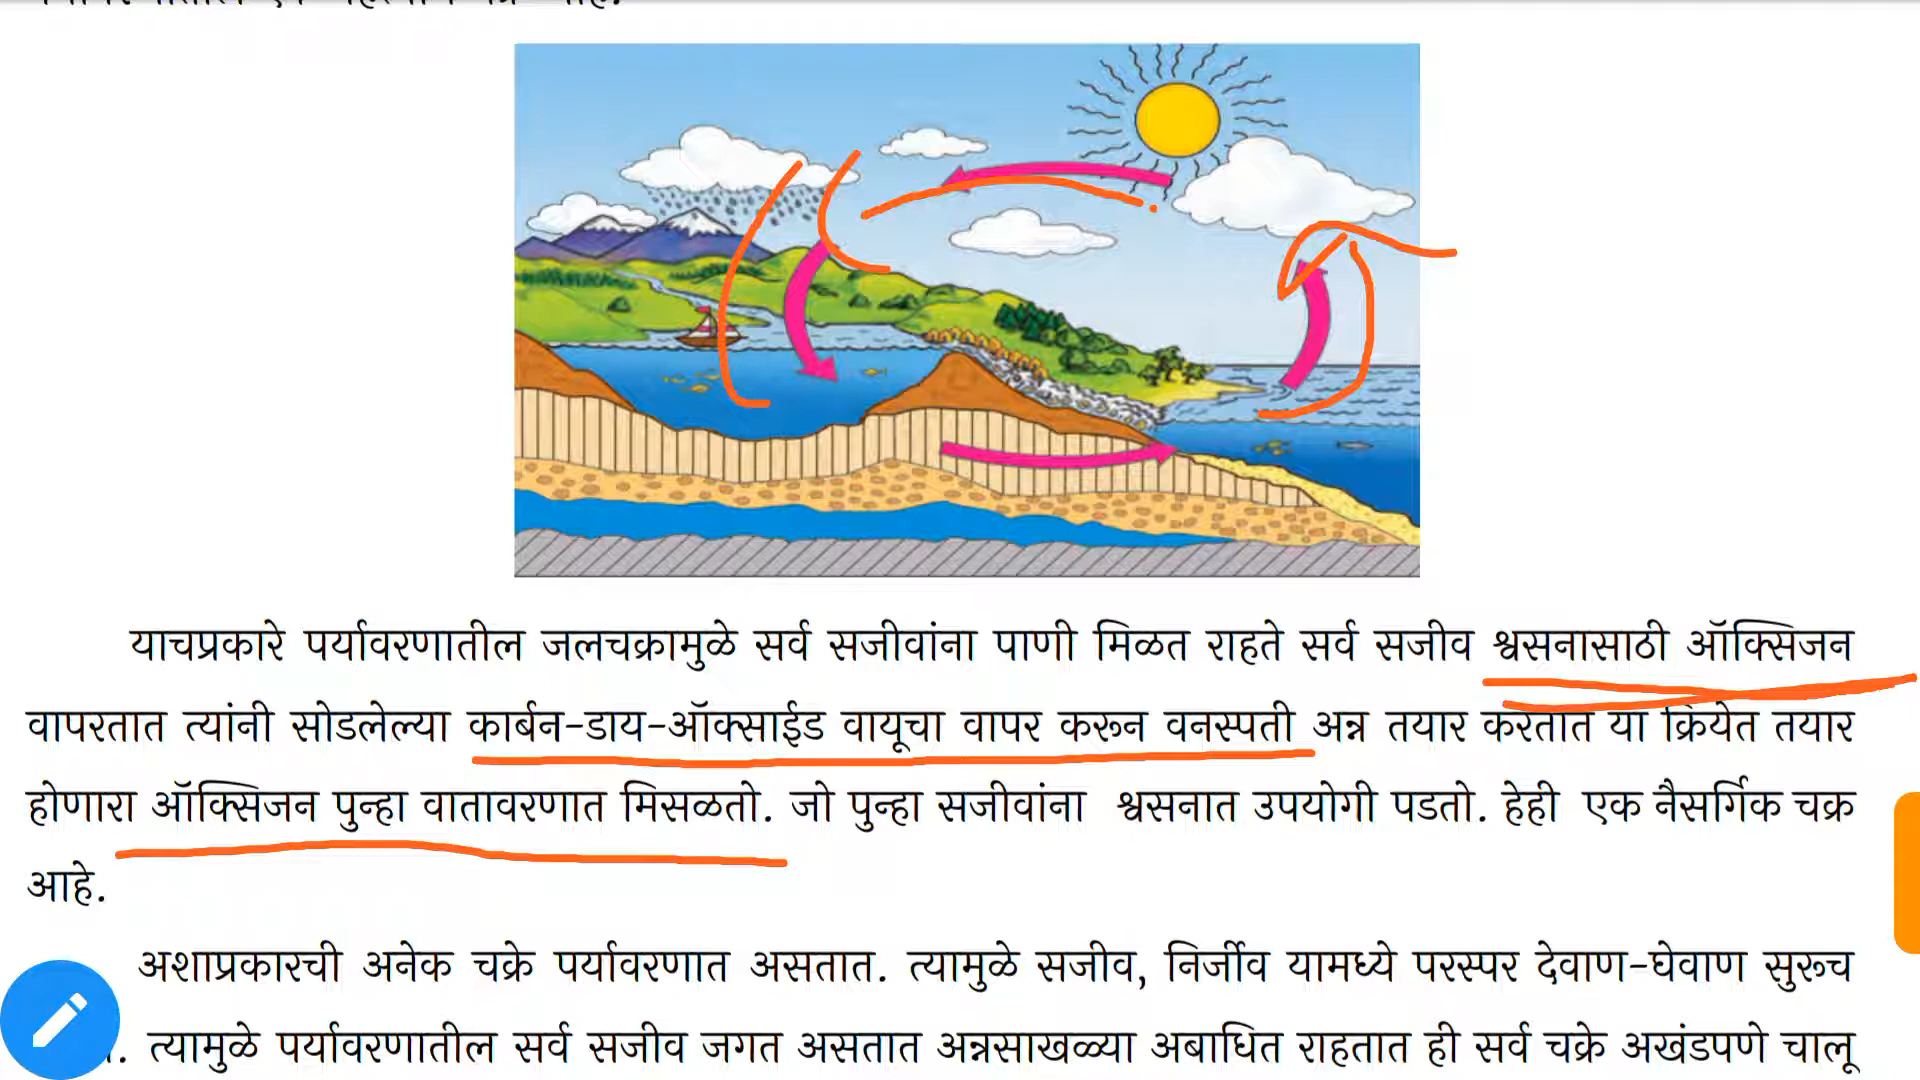 याचप्रकारे पर्यावरणातील जलचक्रामुळे सर्व सजीवांना पाणी मिळत राहते सर्व सजीव श्वसनासाठी ऑक्सिजन
वापरतात त्यांनी सोडलेल्या कार्बन-डाय-ऑक्साईड वायूचा वापर करून वनस्पती अन्न तयार करतात या क्रियेत तयार
होणारा ऑक्सिजन पुन्हा वातावरणात मिसळतो. जो पुन्हा सजीवांना श्वसनात उपयोगी पडतो. हेही एक नैसर्गिक चक्र
आहे.
अशाप्रकारची अनेक चक्रे पर्यावरणात असतात. त्यामुळे सजीव, निर्जीव यामध्ये परस्पर देवाण-घेवाण सुरूच
त्यामुळे पर्यावरणातील सर्व सजीव जगत असतात अन्नसाखळ्या अबाधित राहतात ही सर्व चक्रे अखंडपणे चालू